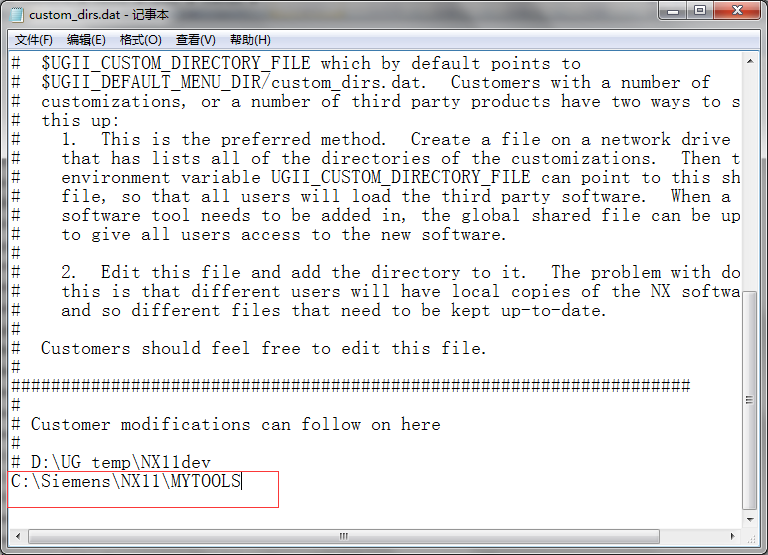 custom_dirs.dat - 记事本
文件(F) 编辑(E) 格式(O) 查看(V) 帮助(H)
#  $UGII_CUSTOM_DIRECTORY_FILE which by default points to
#  $UGII_DEFAULT_MENU_DIR/custom_dirs.dat.  Customers with a number of
#  customizations, or a number of third party products have two ways to s
#  this up:
#    1.  This is the preferred method.  Create a file on a network drive
#    that has lists all of the directories of the customizations.  Then t
#    environment variable UGII_CUSTOM_DIRECTORY_FILE can point to this sh
#    file, so that all users will load the third party software.  When a
#    software tool needs to be added in, the global shared file can be up
#    to give all users access to the new software.
#
#    2.  Edit this file and add the directory to it.  The problem with do
#    this is that different users will have local copies of the NX softwa
#    and so different files that need to be kept up-to-date.
#
#  Customers should feel free to edit this file.
#
####################################################################
#
# Customer modifications can follow on here
#
# D:\UG temp\NX11dev
C:\Siemens\NX11\MYTOOLS